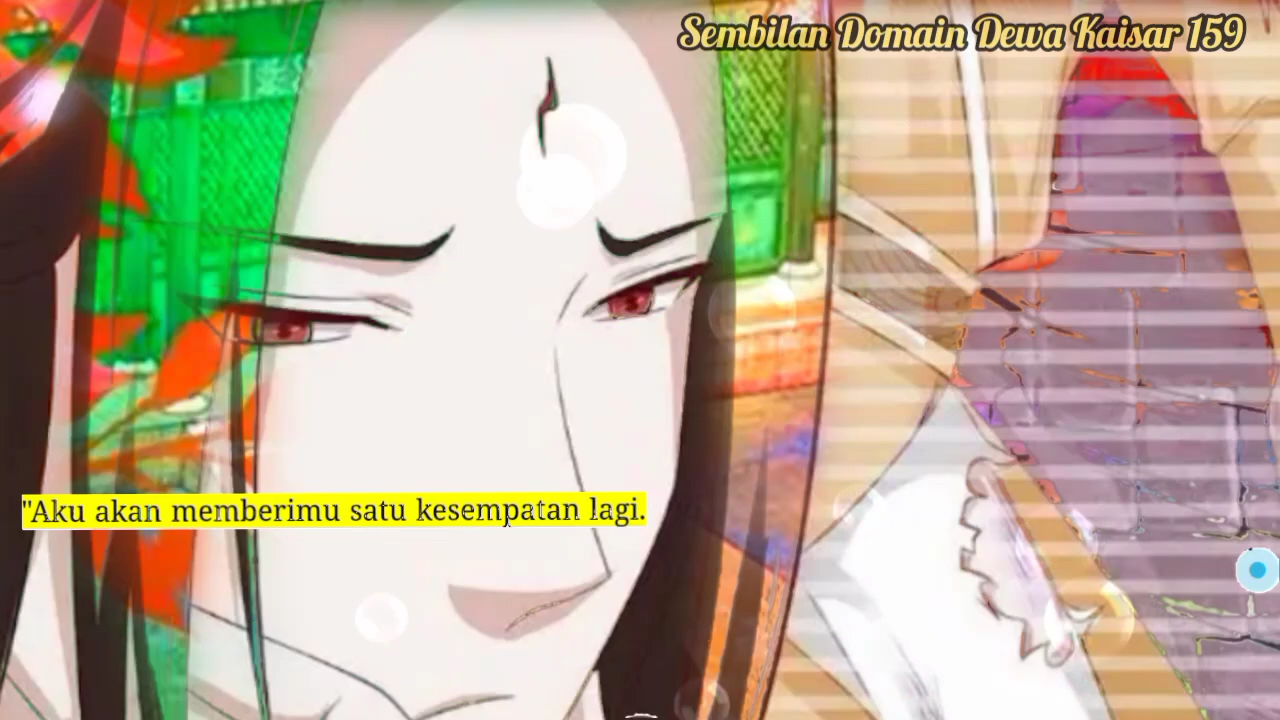 Sembilan Domain Dewa Kaisar 159
"Aku akan memberimu satu kesempatan lagi.